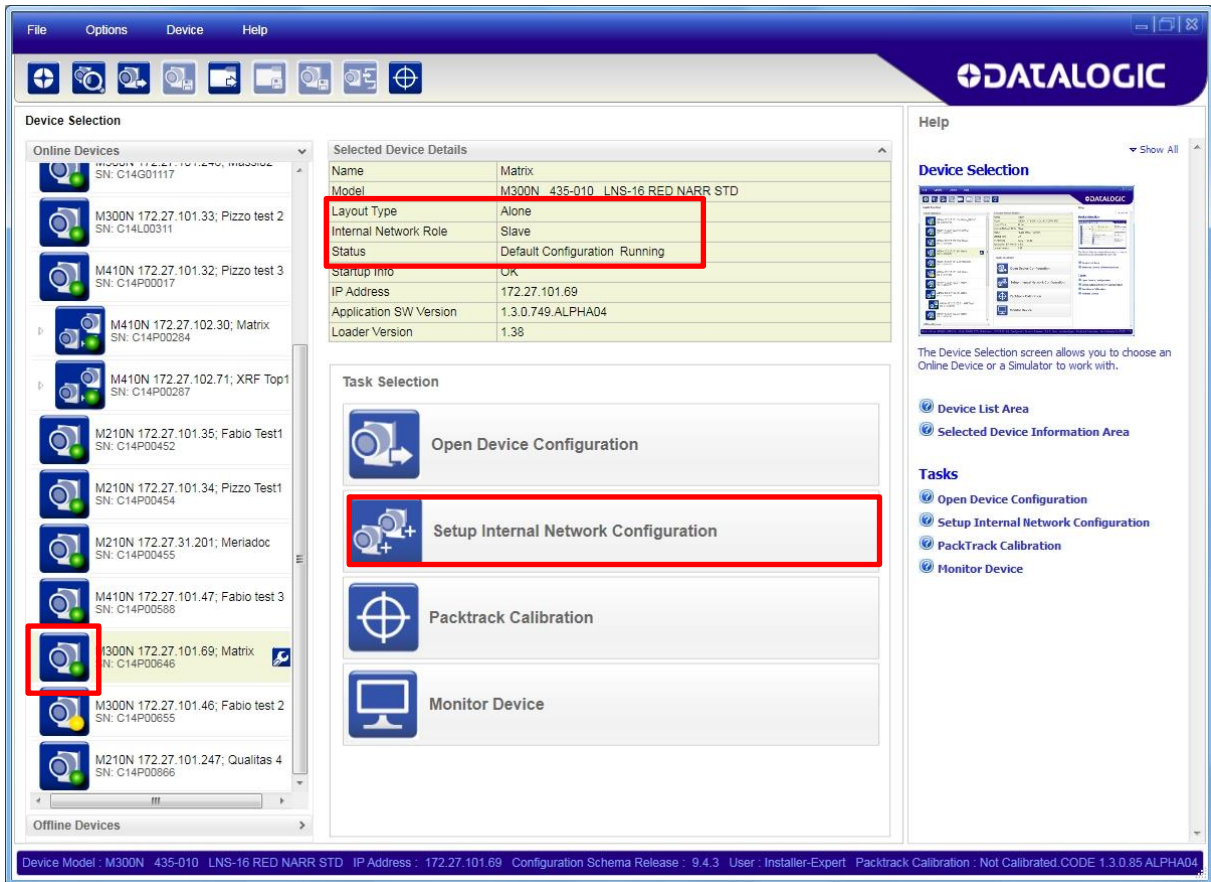 File Options Device Help
DATALOGIC
Device Selection
Online Devices
SN: C14G01117
M300N 172.27.101.33; Pizzo test 2
SN: C14L00311
M410N 172.27.101.32; Pizzo test 3
SN: C14P00017
M410N 172.27.102.30; Matrix
SN: C14P00284
M410N 172.27.102.71; XRF Top1
SN: C14P00287
M210N 172.27.101.35; Fabio Test1
SN: C14P00452
M210N 172.27.101.34; Pizzo Test1
SN: C14P00454
M210N 172.27.31.201; Meriadoc
SN: C14P00455
M410N 172.27.101.47; Fabio test 3
SN: C14P00588
M300N 172.27.101.69; Matrix
SN: C14P00646
M300N 172.27.101.46; Fabio test 2
SN: C14P00655
M210N 172.27.101.247; Qualitas 4
SN: C14P00866
Offline Devices
Selected Device Details
Name Matrix
Model M300N 435-010 LNS-16 RED NARR STD
Layout Type Alone
Internal Network Role Slave
Status Default Configuration Running
Startup Info OK
IP Address 172.27.101.69
Application SW Version 1.3.0.749.ALPHA04
Loader Version 1.38
Task Selection
Open Device Configuration
Setup Internal Network Configuration
Packtrack Calibration
Monitor Device
Help
Show All
Device Selection
The Device Selection screen allows you to choose an
Online Device or a Simulator to work with.
Device List Area
Selected Device Information Area
Tasks
Open Device Configuration
Setup Internal Network Configuration
PackTrack Calibration
Monitor Device
Device Model : M300N 435-010 LNS-16 RED NARR STD IP Address : 172.27.101.69 Configuration Schema Release : 9.4.3 User : Installer-Expert Packtrack Calibration : Not Calibrated.CODE 1.3.0.85 ALPHA04